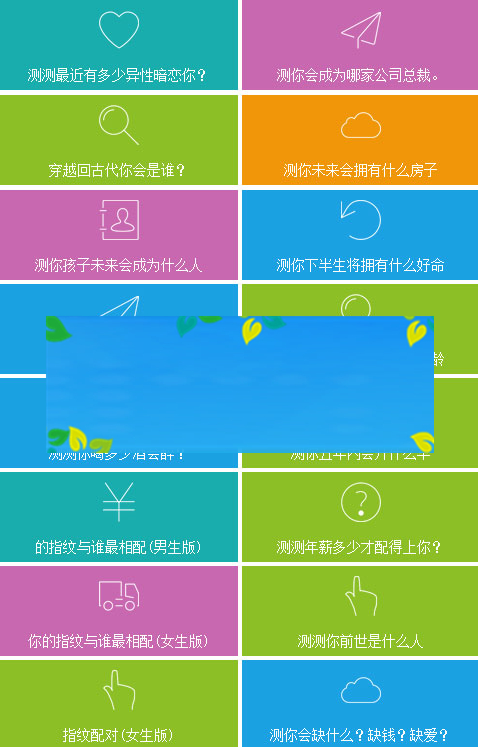 测测最近有多少异性暗恋你?
测你会成为哪家公司总裁。
穿越回古代你会是谁?
测你未来会拥有什么房子
测你孩子未来会成为什么人
测你下半生将拥有什么好命
龄
测测你喝多少酒会醉?
测你五年内会开什么车
的指纹与谁最相配(男生版)
测测年薪多少才配得上你?
你的指纹与谁最相配(女生版)
测测你前世是什么人
指纹配对(女生版)
测你会缺什么?缺钱?缺爱?